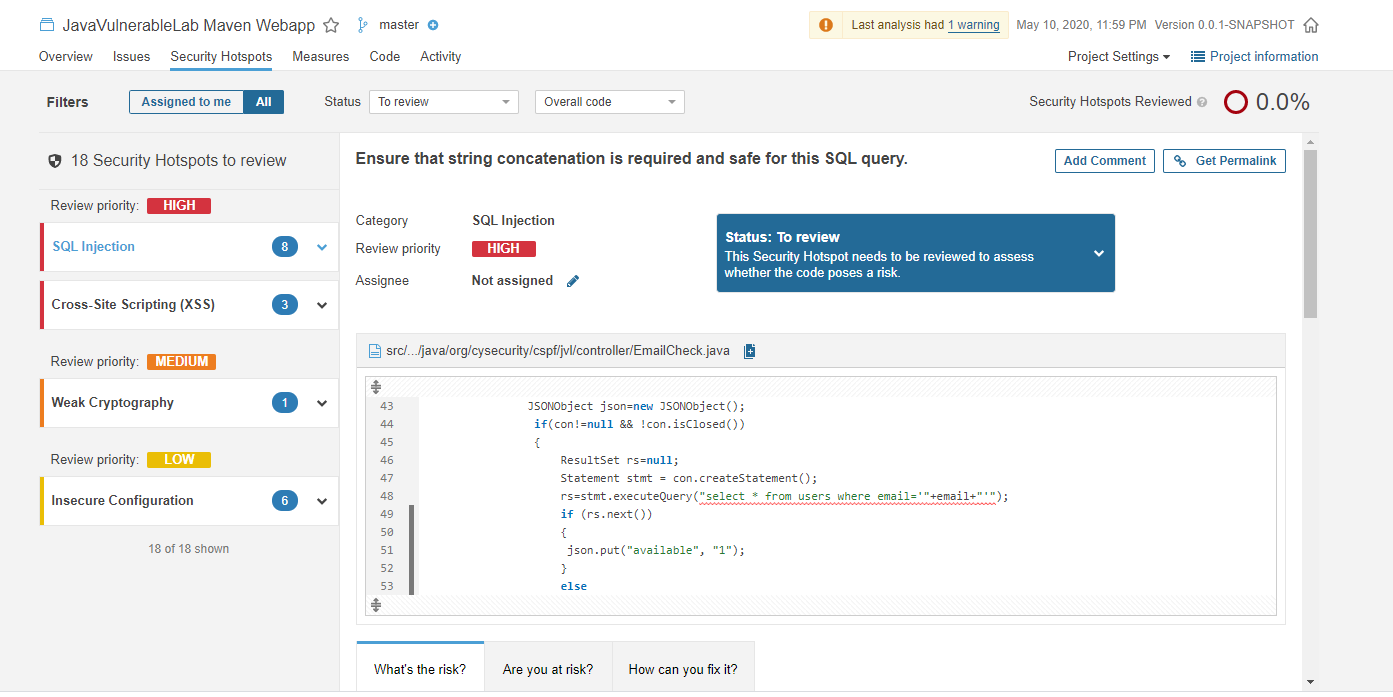 JavaVulnerableLab Maven Webapp master
Last analysis had 1 warning May 10, 2020, 11:59 PM Version 0.0.1-SNAPSHOT
Overview Issues Security Hotspots Measures Code Activity
Project Settings Project information
Filters Assigned to me All Status To review Overall code
Security Hotspots Reviewed ? 0.0%
18 Security Hotspots to review
Review priority: HIGH
SQL Injection 8
Cross-Site Scripting (XSS) 3
Review priority: MEDIUM
Weak Cryptography 1
Review priority: LOW
Insecure Configuration 6
18 of 18 shown
Ensure that string concatenation is required and safe for this SQL query.
Add Comment Get Permalink
Category SQL Injection
Review priority HIGH
Assignee Not assigned
Status: To review
This Security Hotspot needs to be reviewed to assess
whether the code poses a risk.
src/.../java/org/cysecurity/cspf/jvl/controller/EmailCheck.java
43 JSONObject json=new JSONObject();
44 if(con!=null && !con.isClosed())
45 {
46 ResultSet rs=null;
47 Statement stmt = con.createStatement();
48 rs=stmt.executeQuery("select * from users where email='"+email+"'");
49 if (rs.next())
50 {
51 json.put("available", "1");
52 }
53 else
What's the risk? Are you at risk? How can you fix it?